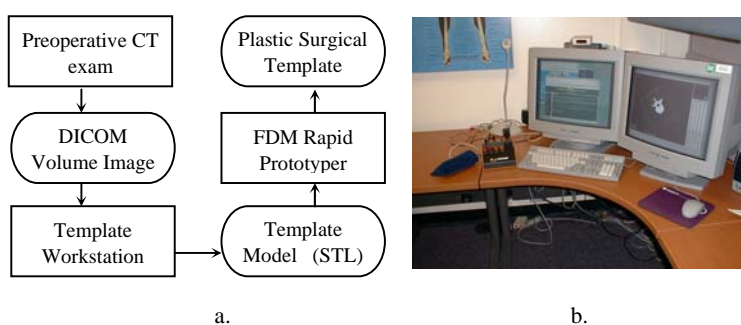 Preoperative CT
exam
DICOM
Volume Image
Template
Workstation
Plastic Surgical
Template
FDM Rapid
Prototyper
Template
Model (STL)
a.
b.